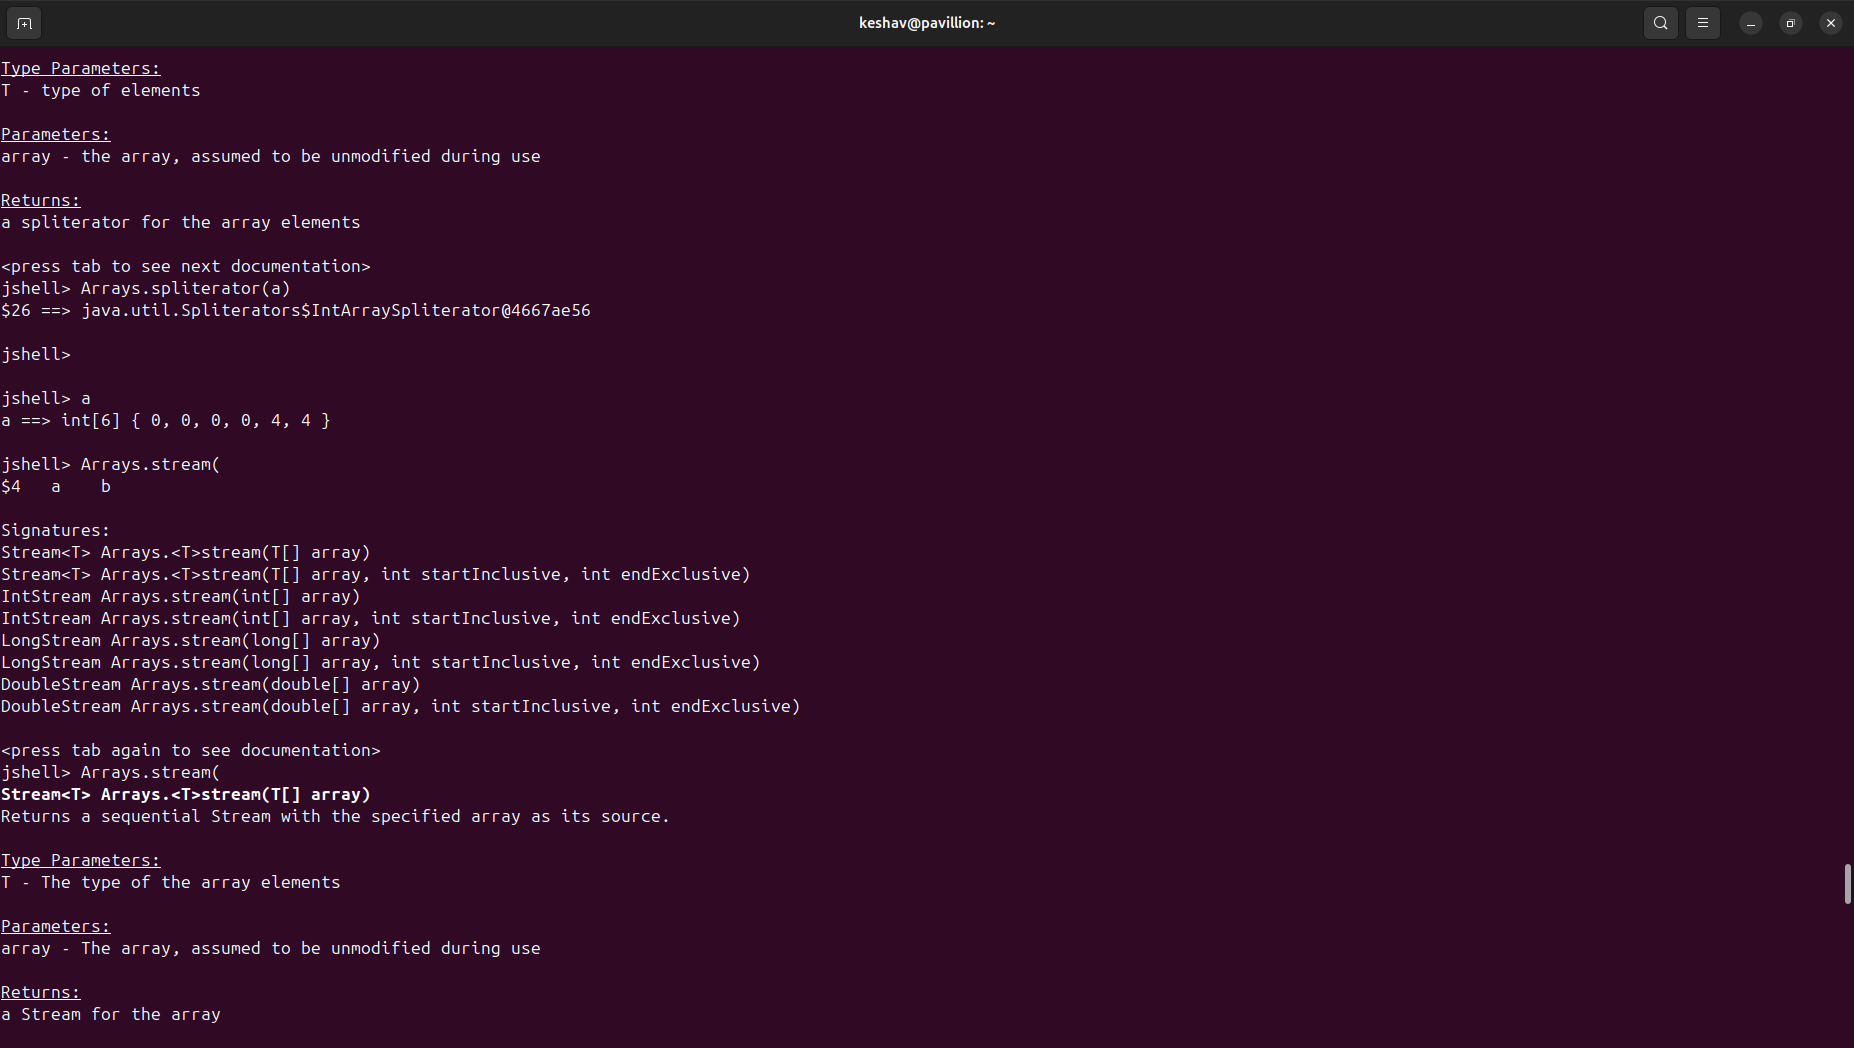 keshav@pavillion: ~
Type Parameters:
T - type of elements
Parameters:
array - the array, assumed to be unmodified during use
Returns:
a spliterator for the array elements
<press tab to see next documentation>
jshell> Arrays.spliterator(a)
$26 ==> java.util.Spliterators$IntArraySpliterator@4667ae56
jshell>
jshell> a
a ==> int[6] { 0, 0, 0, 0, 4, 4 }
jshell> Arrays.stream(
$4   a    b
Signatures:
Stream<T> Arrays.<T>stream(T[] array)
Stream<T> Arrays.<T>stream(T[] array, int startInclusive, int endExclusive)
IntStream Arrays.stream(int[] array)
IntStream Arrays.stream(int[] array, int startInclusive, int endExclusive)
LongStream Arrays.stream(long[] array)
LongStream Arrays.stream(long[] array, int startInclusive, int endExclusive)
DoubleStream Arrays.stream(double[] array)
DoubleStream Arrays.stream(double[] array, int startInclusive, int endExclusive)
<press tab again to see documentation>
jshell> Arrays.stream(
Stream<T> Arrays.<T>stream(T[] array)
Returns a sequential Stream with the specified array as its source.
Type Parameters:
T - The type of the array elements
Parameters:
array - The array, assumed to be unmodified during use
Returns:
a Stream for the array